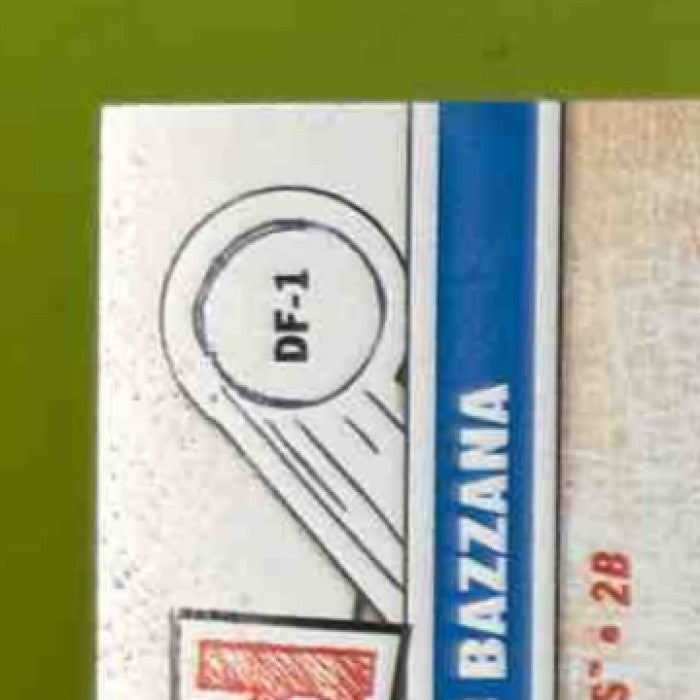 DF-1
BAZZANA
" • 2B